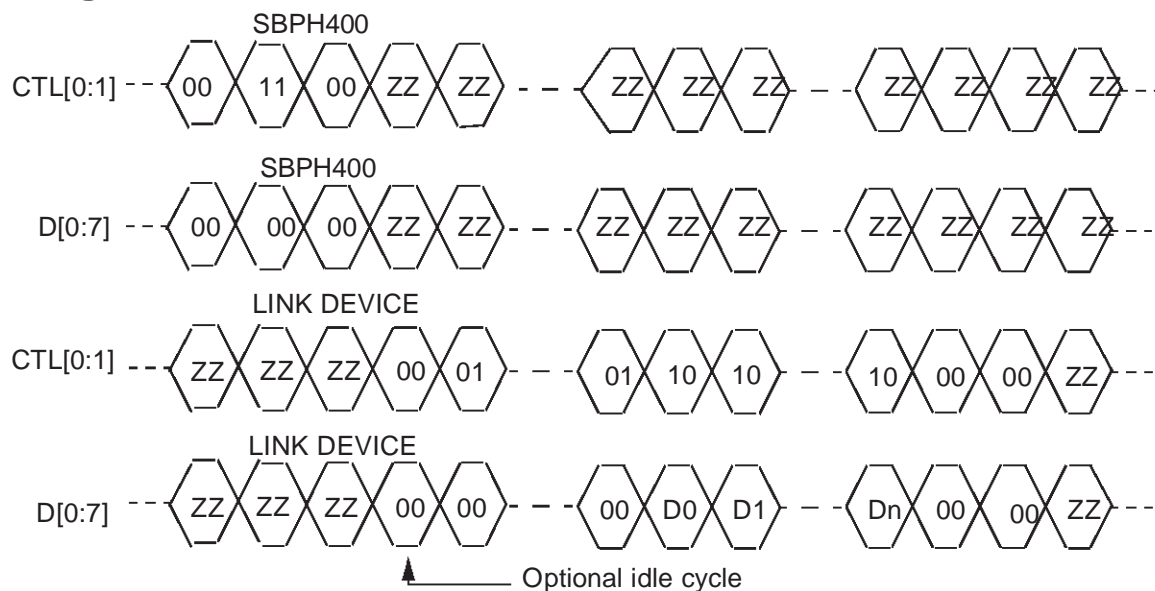 SBPH400
CTL[0:1] 00 11 00 ZZ ZZ ZZ ZZ ZZ ZZ ZZ ZZ ZZ
SBPH400
D[0:7] 00 00 00 ZZ ZZ ZZ ZZ ZZ ZZ ZZ ZZ ZZ
LINK DEVICE
CTL[0:1] ZZ ZZ ZZ 00 01 01 10 10 10 00 00 ZZ
LINK DEVICE
D[0:7] ZZ ZZ ZZ 00 00 00 D0 D1 Dn 00 00 ZZ
Optional idle cycle